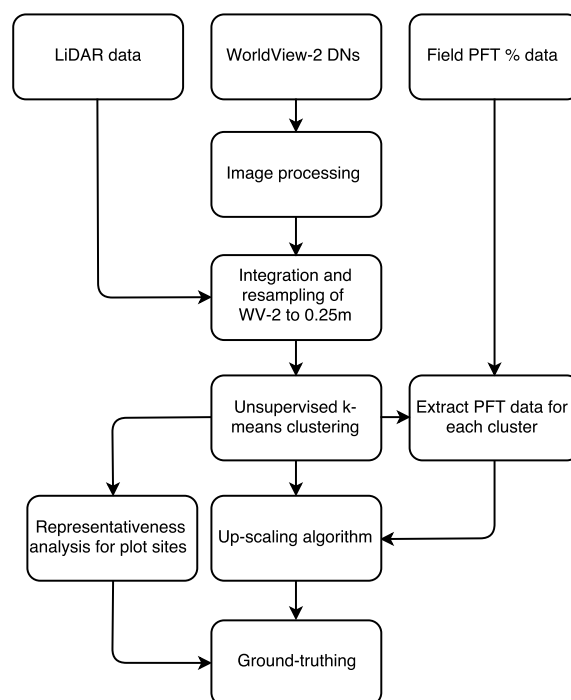 LiDAR data
WorldView-2 DNs
Field PFT % data
Image processing
Integration and
resampling of
WV-2 to 0.25m
Unsupervised k-
means clustering
Extract PFT data for
each cluster
Representativeness
analysis for plot sites
Up-scaling algorithm
Ground-truthing